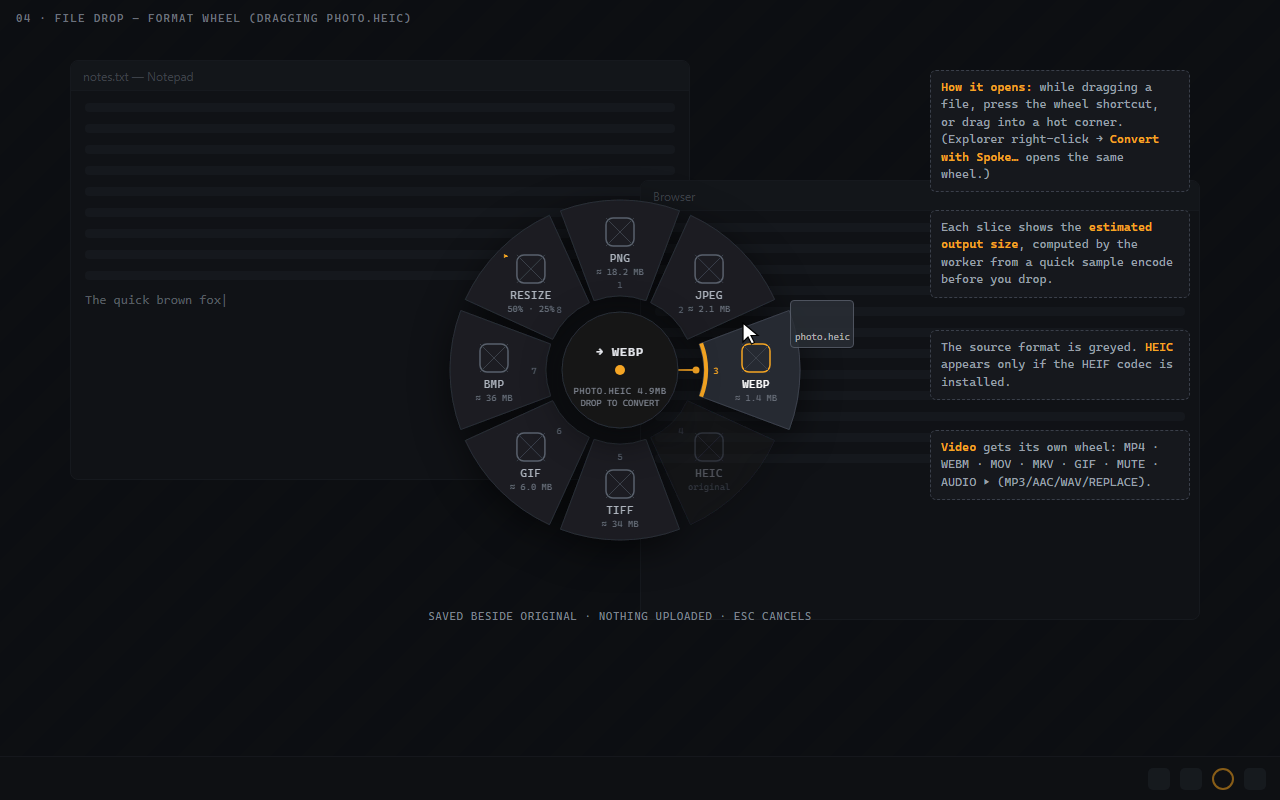 04 · FILE DROP — FORMAT WHEEL (DRAGGING PHOTO.HEIC)
notes.txt — Notepad
The quick brown fox
Browser
PNG
≈ 18.2 MB
1
JPEG
2
≈ 2.1 MB
3
WEBP
≈ 1.4 MB
4
HEIC
original
5
TIFF
≈ 34 MB
6
GIF
≈ 6.0 MB
7
BMP
≈ 36 MB
▸
RESIZE
50% · 25%
8
→ WEBP
PHOTO.HEIC 4.9MB
DROP TO CONVERT
photo.heic
SAVED BESIDE ORIGINAL · NOTHING UPLOADED · ESC CANCELS
How it opens: while dragging a
file, press the wheel shortcut,
or drag into a hot corner.
(Explorer right-click → Convert
with Spoke… opens the same
wheel.)
Each slice shows the estimated
output size, computed by the
worker from a quick sample encode
before you drop.
The source format is greyed. HEIC
appears only if the HEIF codec is
installed.
Video gets its own wheel: MP4 ·
WEBM · MOV · MKV · GIF · MUTE ·
AUDIO ▸ (MP3/AAC/WAV/REPLACE).